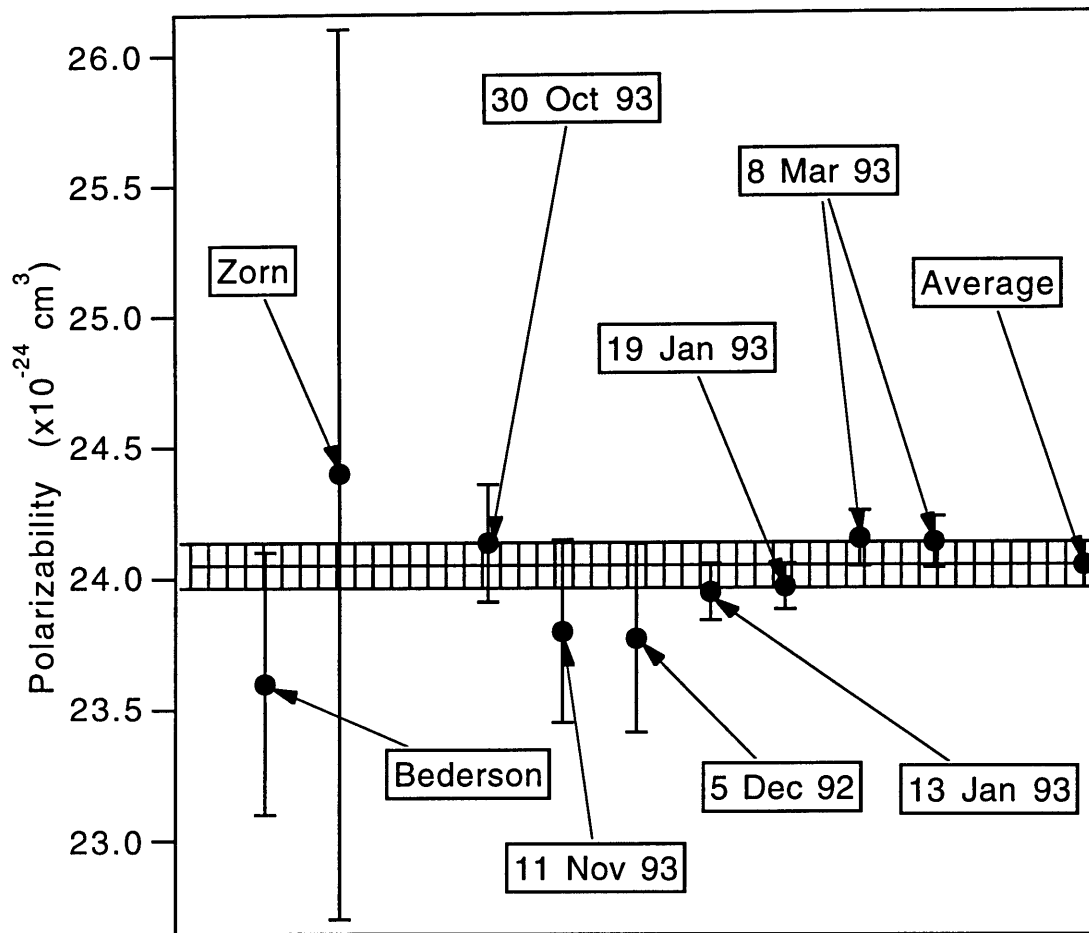 26.0
25.5
25.0
24.5
24.0
23.5
23.0
Polarizability (x10⁻²⁴ cm³)
30 Oct 93
8 Mar 93
Zorn
Average
19 Jan 93
Bederson
5 Dec 92
13 Jan 93
11 Nov 93